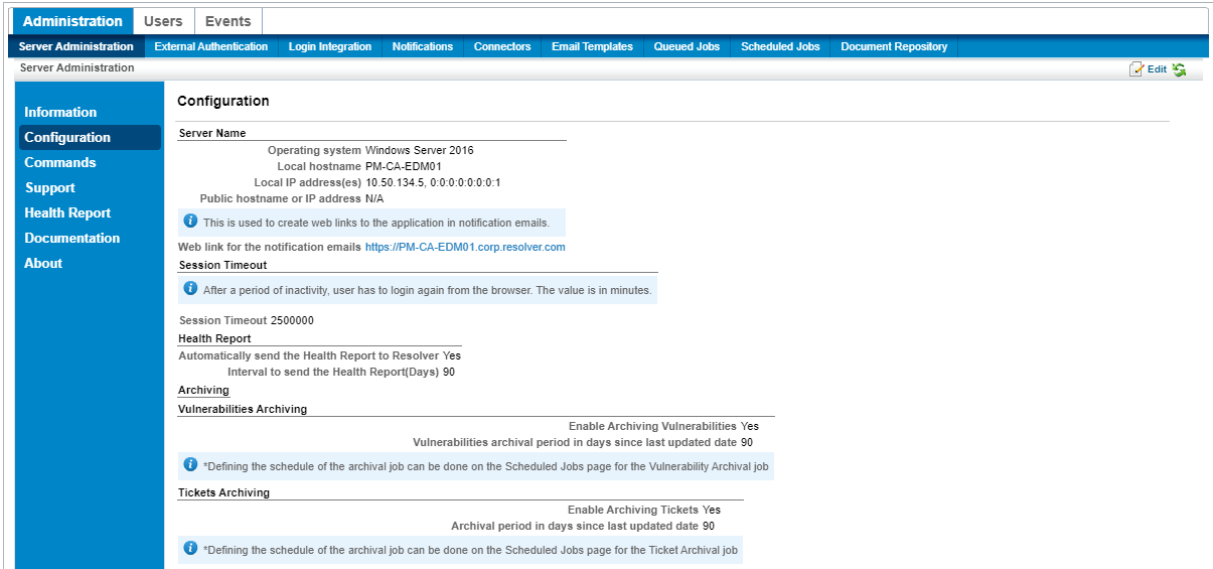 Administration Users Events
Server Administration External Authentication Login Integration Notifications Connectors Email Templates Queued Jobs Scheduled Jobs Document Repository
Server Administration Edit
Information
Configuration
Commands
Support
Health Report
Documentation
About
Configuration
Server Name
Operating system Windows Server 2016
Local hostname PM-CA-EDM01
Local IP address(es) 10.50.134.5, 0:0:0:0:0:0:0:1
Public hostname or IP address N/A
This is used to create web links to the application in notification emails.
Web link for the notification emails https://PM-CA-EDM01.corp.resolver.com
Session Timeout
After a period of inactivity, user has to login again from the browser. The value is in minutes.
Session Timeout 2500000
Health Report
Automatically send the Health Report to Resolver Yes
Interval to send the Health Report(Days) 90
Archiving
Vulnerabilities Archiving
Enable Archiving Vulnerabilities Yes
Vulnerabilities archival period in days since last updated date 90
*Defining the schedule of the archival job can be done on the Scheduled Jobs page for the Vulnerability Archival job
Tickets Archiving
Enable Archiving Tickets Yes
Archival period in days since last updated date 90
*Defining the schedule of the archival job can be done on the Scheduled Jobs page for the Ticket Archival job